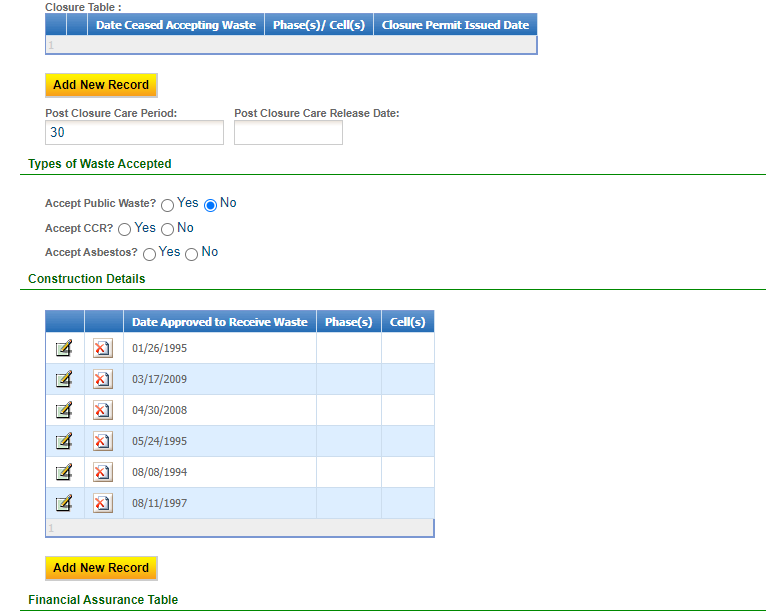 Closure Table :
Date Ceased Accepting Waste Phase(s)/ Cell(s) Closure Permit Issued Date
1
Add New Record
Post Closure Care Period: Post Closure Care Release Date:
30
Types of Waste Accepted
Accept Public Waste? Yes No
Accept CCR? Yes No
Accept Asbestos? Yes No
Construction Details
Date Approved to Receive Waste Phase(s) Cell(s)
01/26/1995
03/17/2009
04/30/2008
05/24/1995
08/08/1994
08/11/1997
1
Add New Record
Financial Assurance Table